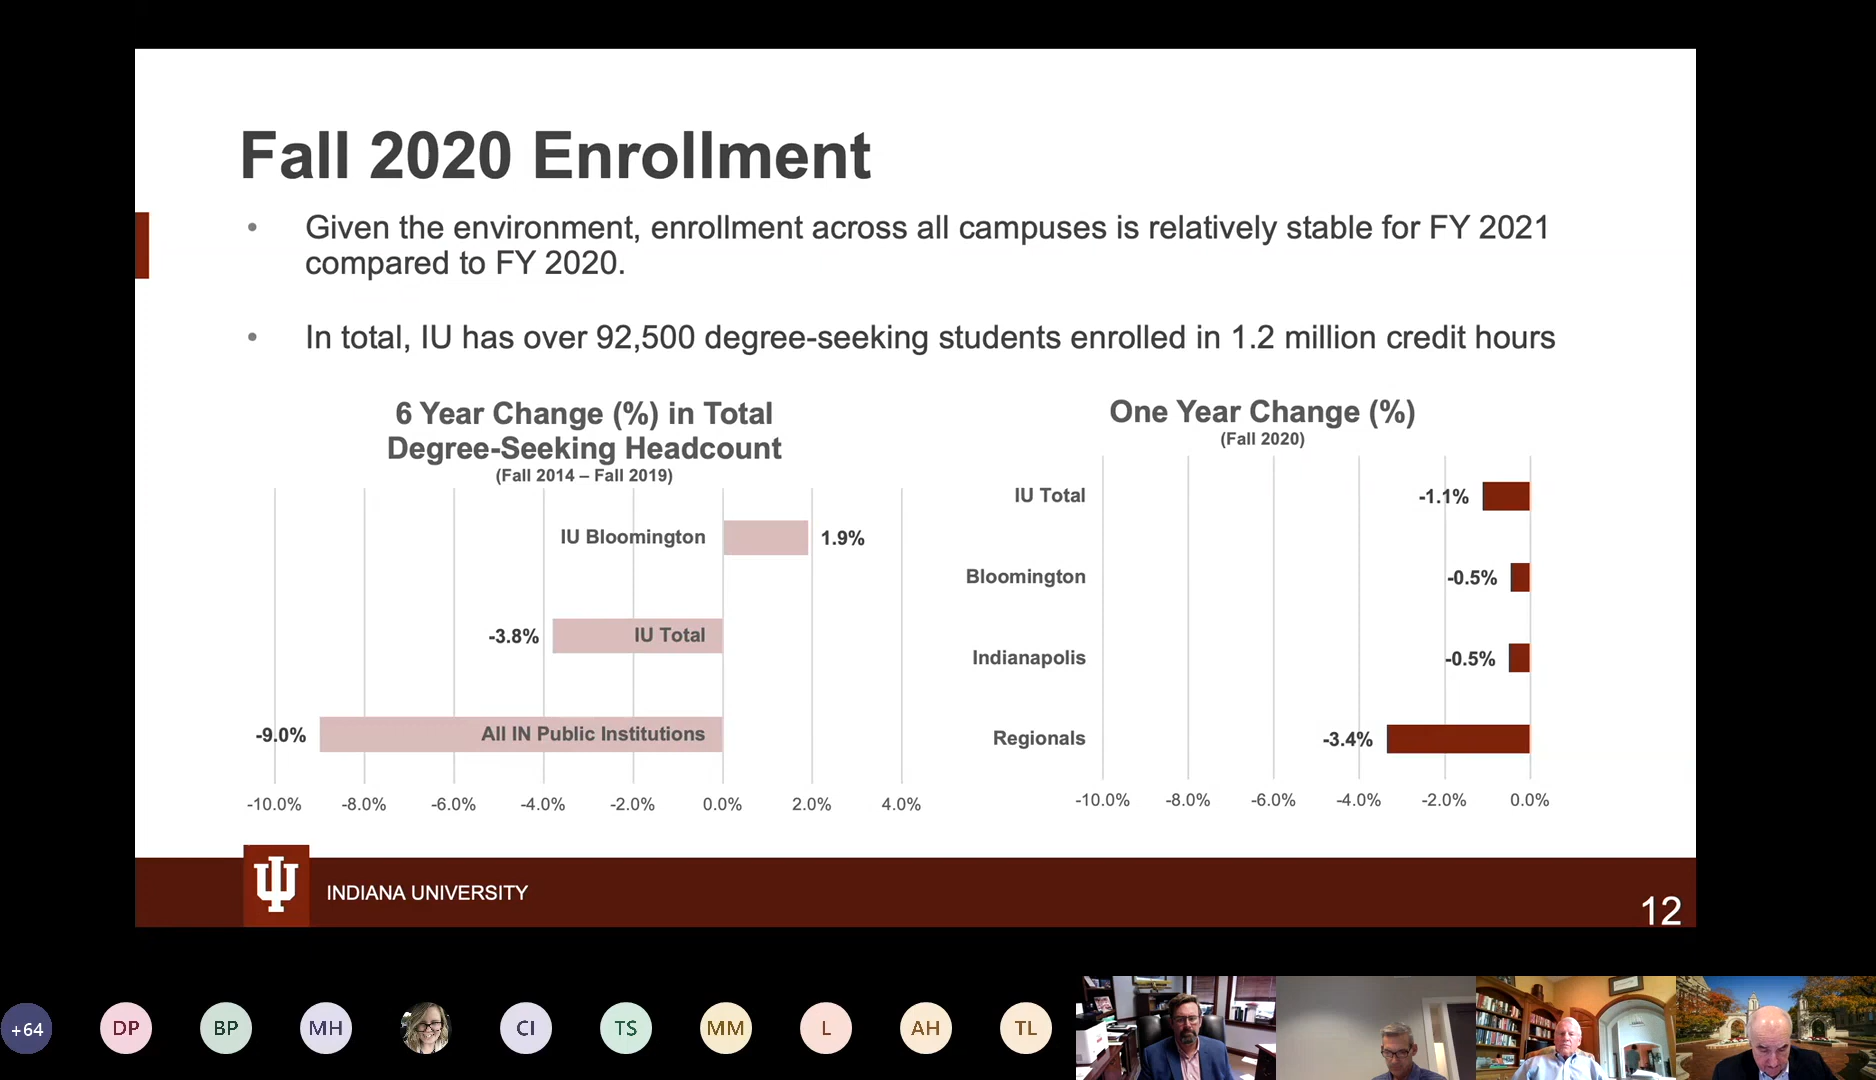 Fall 2020 Enrollment
• Given the environment, enrollment across all campuses is relatively stable for FY 2021
compared to FY 2020.
• In total, IU has over 92,500 degree-seeking students enrolled in 1.2 million credit hours
6 Year Change (%) in Total
Degree-Seeking Headcount
(Fall 2014 – Fall 2019)
IU Bloomington 1.9%
-3.8% IU Total
-9.0% All IN Public Institutions
-10.0% -8.0% -6.0% -4.0% -2.0% 0.0% 2.0% 4.0%
One Year Change (%)
(Fall 2020)
IU Total -1.1%
Bloomington -0.5%
Indianapolis -0.5%
Regionals -3.4%
-10.0% -8.0% -6.0% -4.0% -2.0% 0.0%
INDIANA UNIVERSITY
12
+64 DP BP MH CI TS MM L AH TL